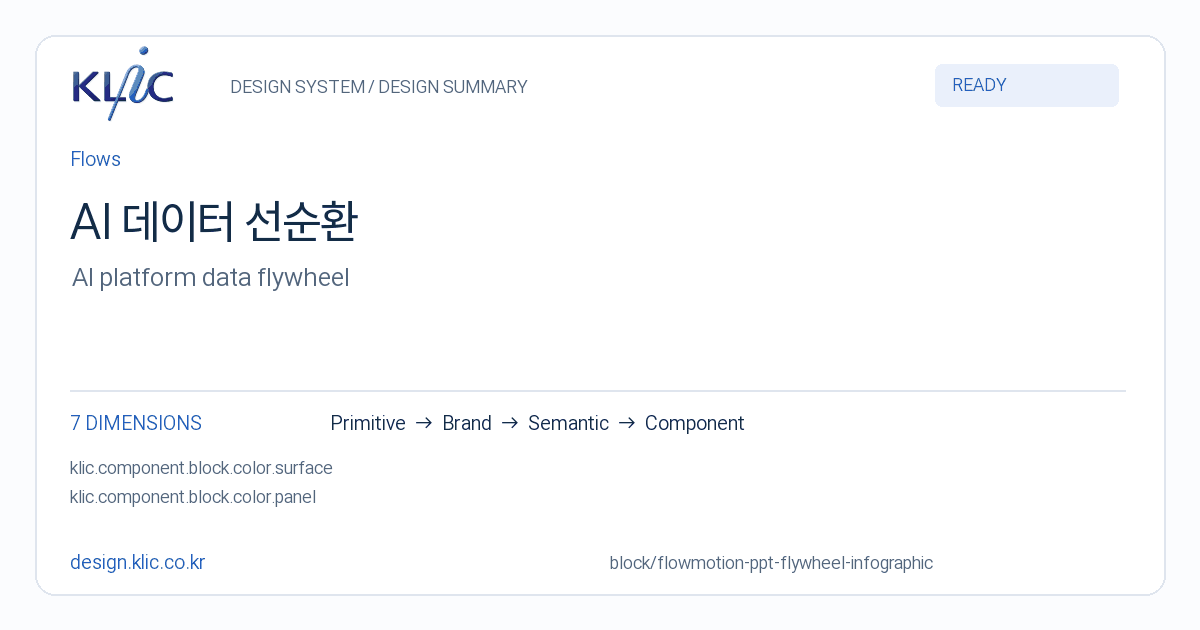 KLiC
DESIGN SYSTEM / DESIGN SUMMARY
READY
Flows
AI 데이터 선순환
AI platform data flywheel
7 DIMENSIONS
Primitive → Brand → Semantic → Component
klic.component.block.color.surface
klic.component.block.color.panel
design.klic.co.kr
block/flowmotion-ppt-flywheel-infographic